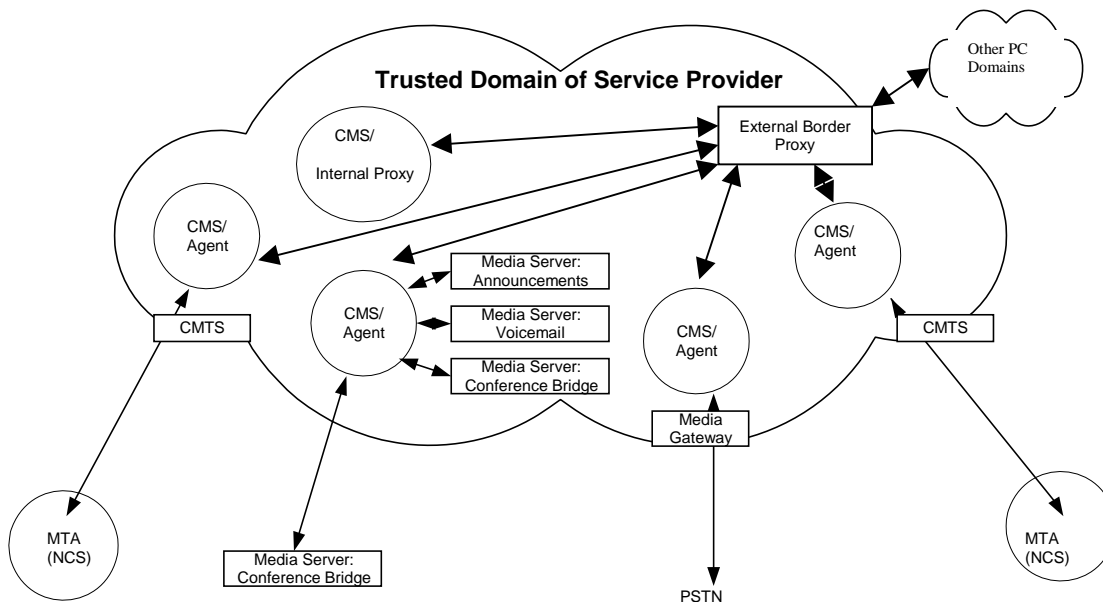 Other PC
Domains
Trusted Domain of Service Provider
External Border
Proxy
CMS/
Internal Proxy
CMS/
Agent
CMS/
Agent
Media Server:
Announcements
CMS/
Agent
Media Server:
Voicemail
CMS/
Agent
Media Server:
Conference Bridge
CMTS
CMTS
Media
Gateway
MTA
(NCS)
MTA
(NCS)
Media Server:
Conference Bridge
PSTN